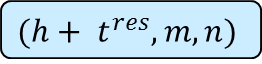 (h + t^{res}, m, n)